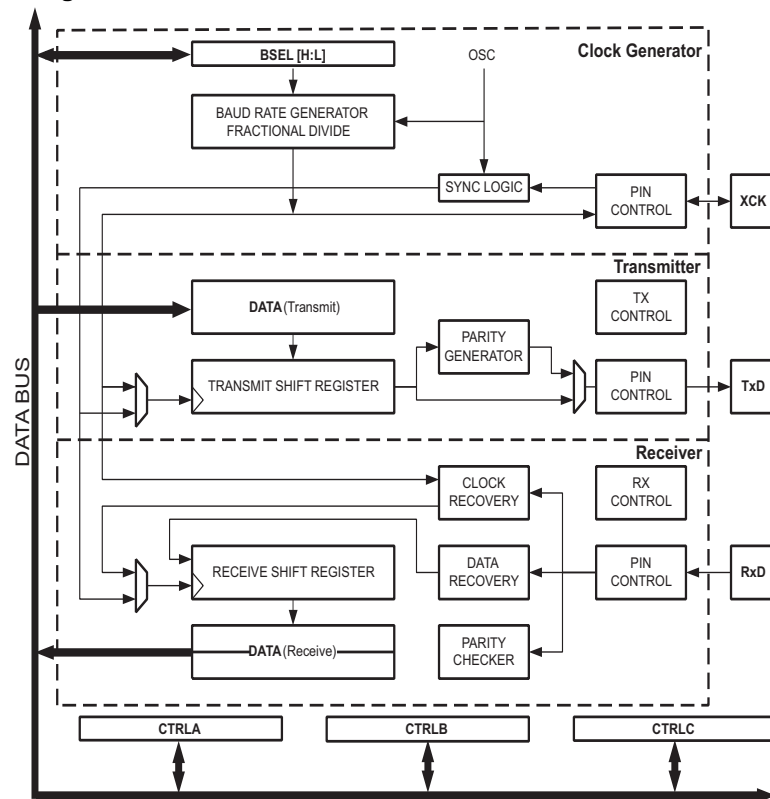 BSEL [H:L]
OSC
Clock Generator
BAUD RATE GENERATOR
FRACTIONAL DIVIDE
SYNC LOGIC
PIN
CONTROL
XCK
Transmitter
DATA (Transmit)
TX
CONTROL
PARITY
GENERATOR
TRANSMIT SHIFT REGISTER
PIN
CONTROL
TxD
DATA BUS
Receiver
CLOCK
RECOVERY
RX
CONTROL
RECEIVE SHIFT REGISTER
DATA
RECOVERY
PIN
CONTROL
RxD
DATA (Receive)
PARITY
CHECKER
CTRLA
CTRLB
CTRLC